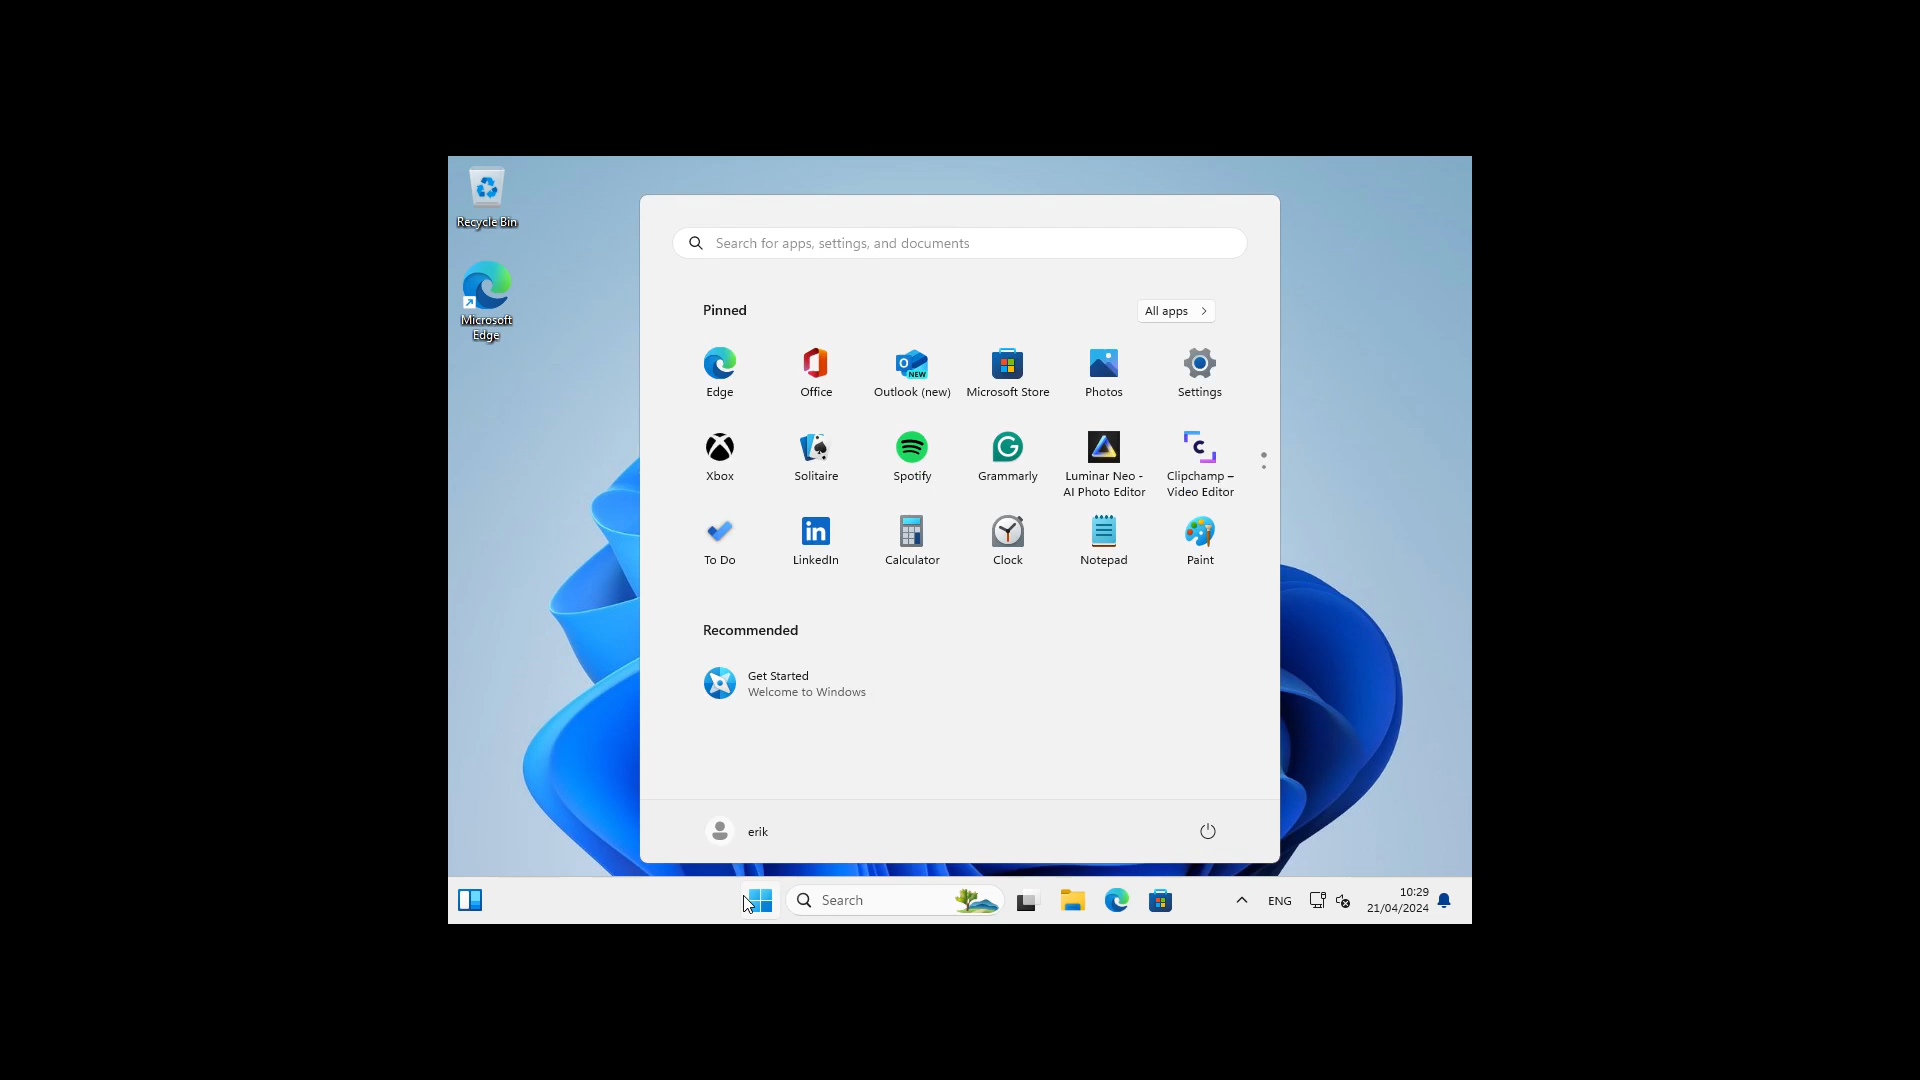 Recycle Bin
Microsoft
Edge
Search for apps, settings, and documents
Pinned
All apps
Edge
Office
NEW
Outlook (new)
Microsoft Store
Photos
Settings
Xbox
Solitaire
Spotify
Grammarly
Luminar Neo -
AI Photo Editor
Clipchamp –
Video Editor
To Do
in
LinkedIn
Calculator
Clock
Notepad
Paint
Recommended
Get Started
Welcome to Windows
erik
Search
ENG
10:29
21/04/2024